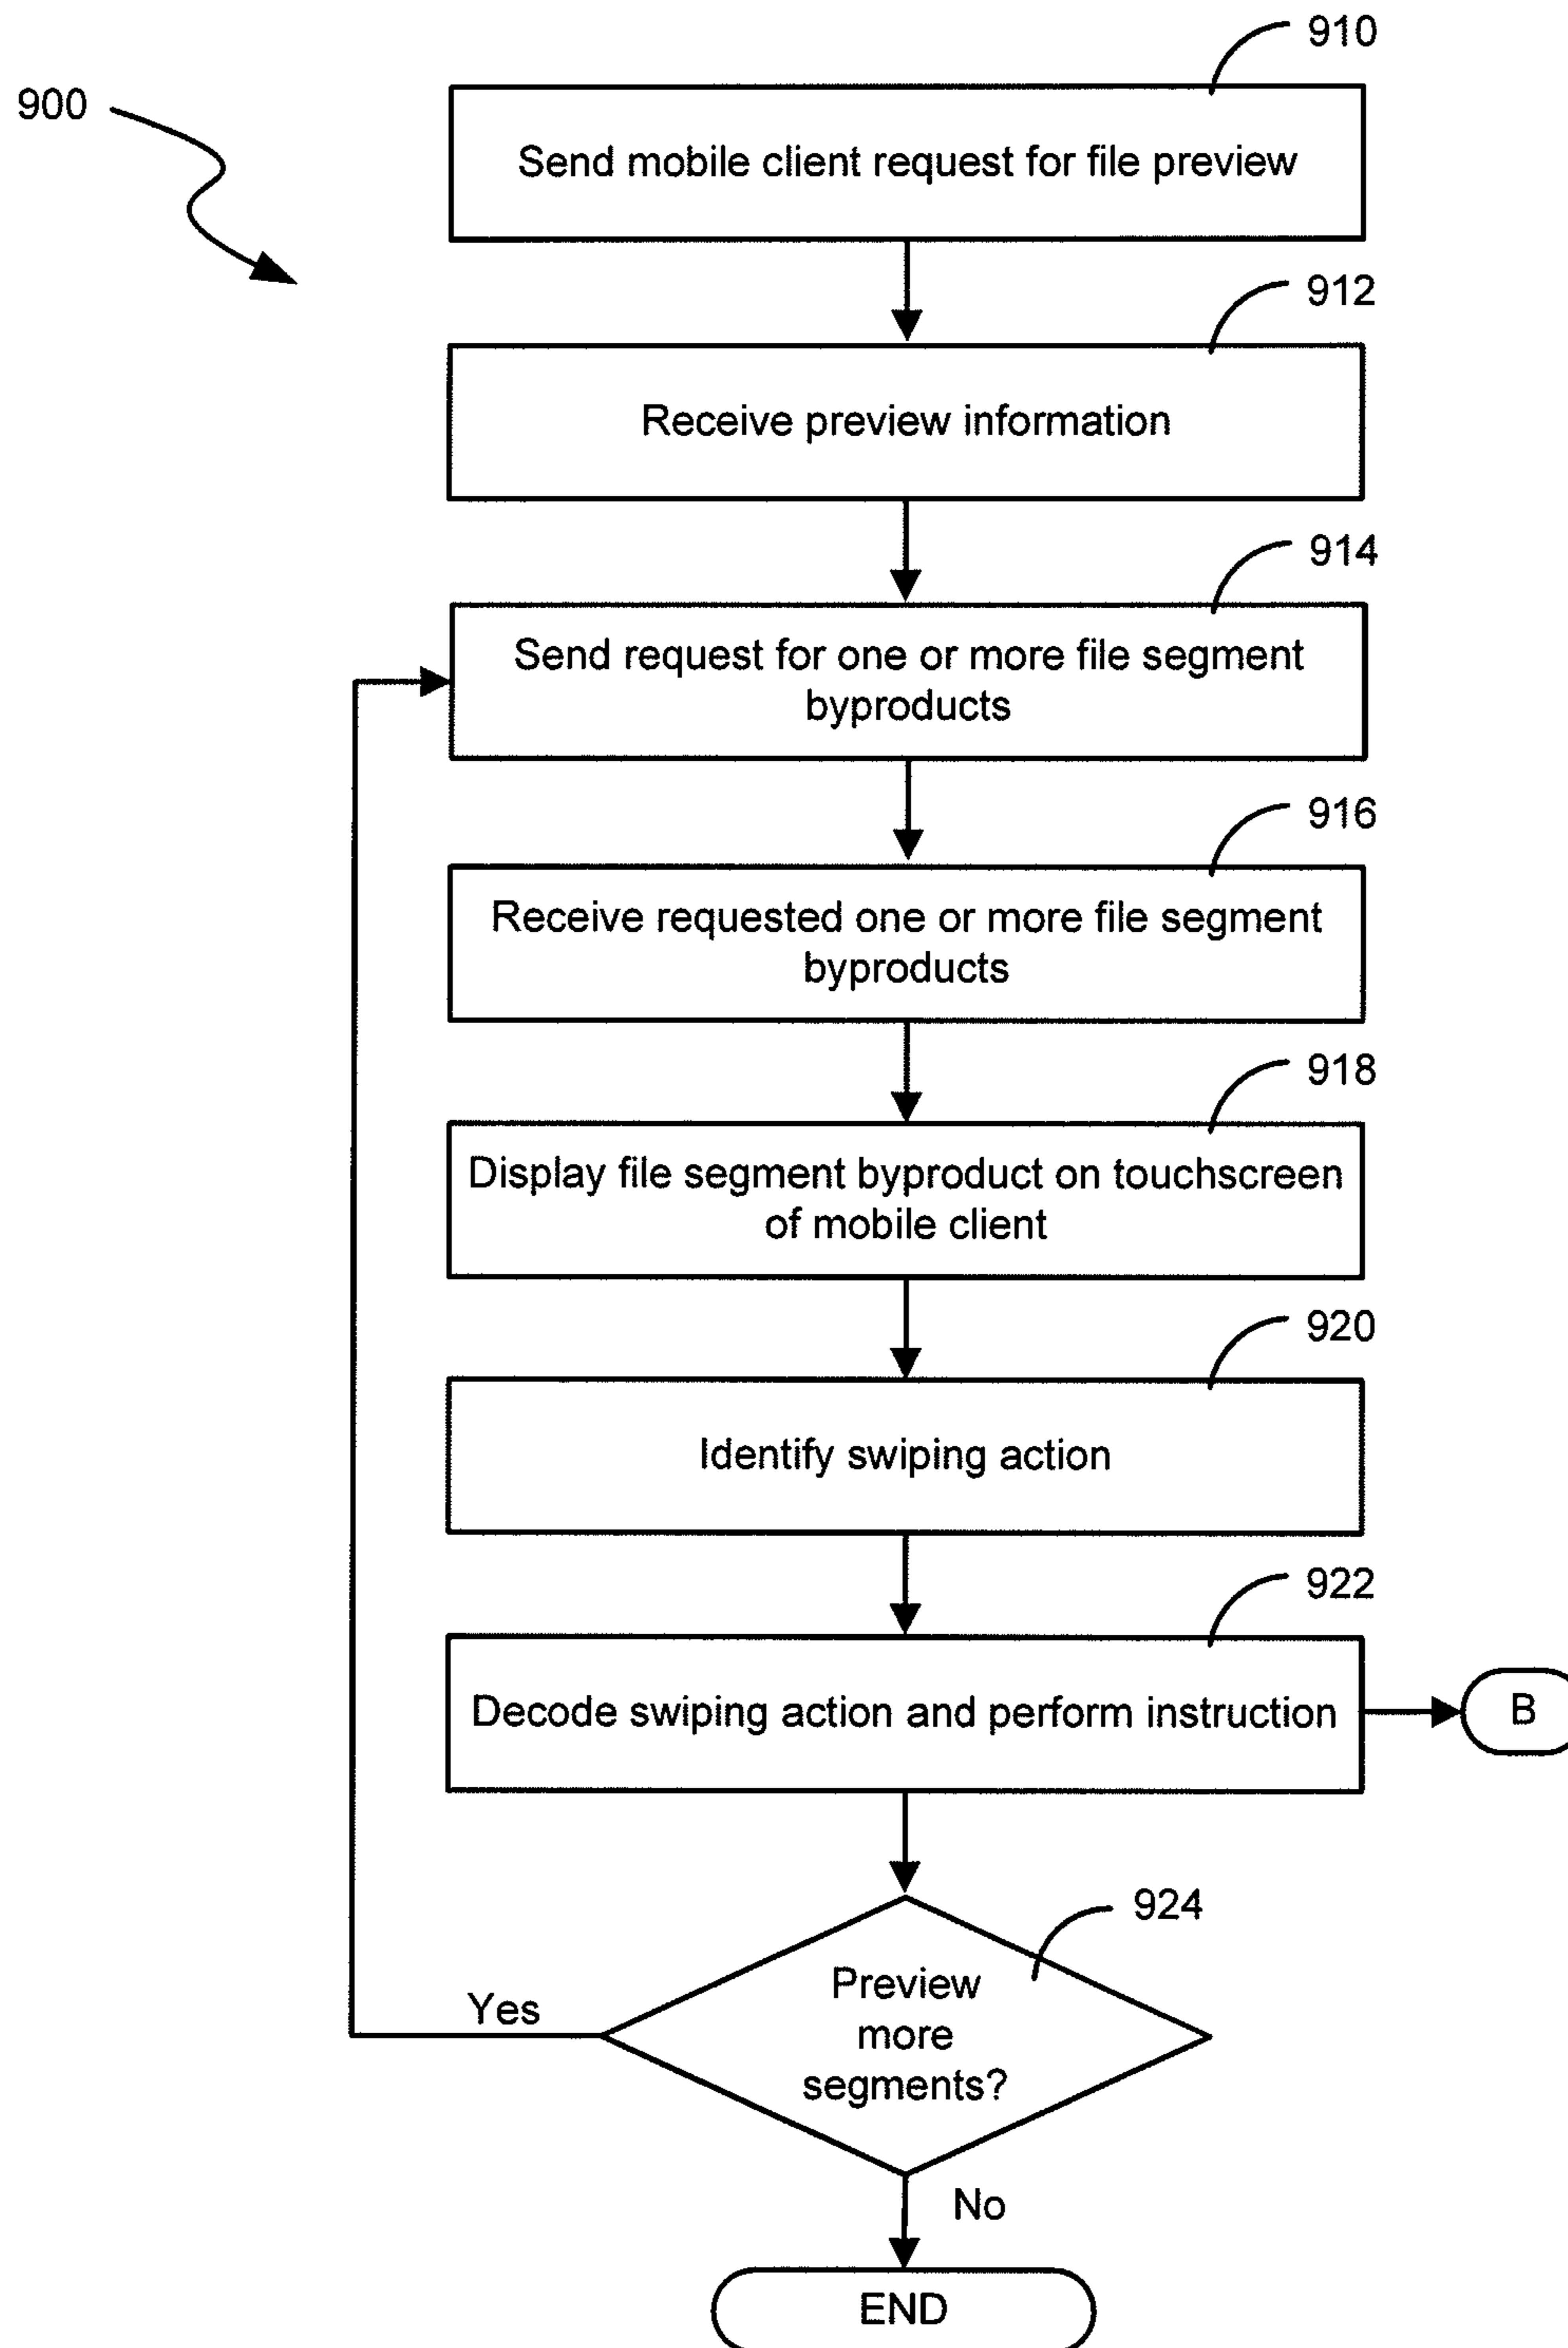 910
900
Send mobile client request for file preview
912
Receive preview information
914
Send request for one or more file segment
byproducts
916
Receive requested one or more file segment
byproducts
918
Display file segment byproduct on touchscreen
of mobile client
920
Identify swiping action
922
Decode swiping action and perform instruction
B
924
Preview
more
segments?
Yes
No
END